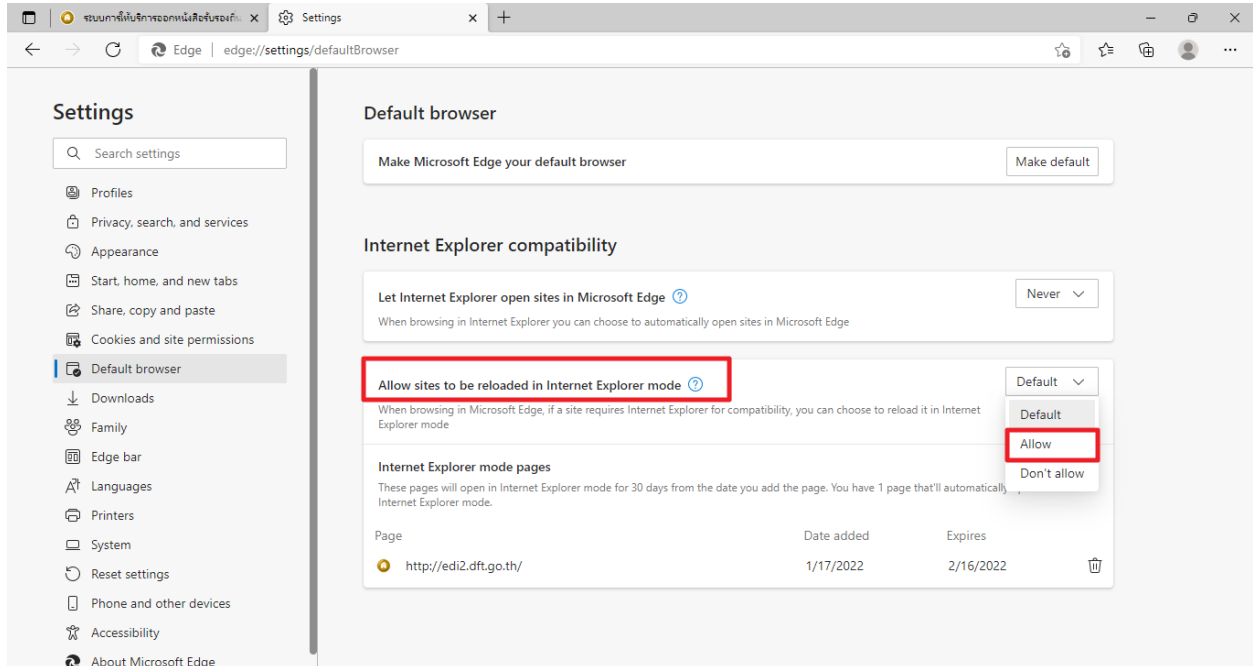 ระบบการให้บริการออกหนังสือรับรองถิ่น
Settings
Edge | edge://settings/defaultBrowser
Settings
Search settings
Profiles
Privacy, search, and services
Appearance
Start, home, and new tabs
Share, copy and paste
Cookies and site permissions
Default browser
Downloads
Family
Edge bar
Languages
Printers
System
Reset settings
Phone and other devices
Accessibility
About Microsoft Edge
Default browser
Make Microsoft Edge your default browser
Make default
Internet Explorer compatibility
Let Internet Explorer open sites in Microsoft Edge
Never
When browsing in Internet Explorer you can choose to automatically open sites in Microsoft Edge
Allow sites to be reloaded in Internet Explorer mode
Default
When browsing in Microsoft Edge, if a site requires Internet Explorer for compatibility, you can choose to reload it in Internet
Explorer mode
Default
Allow
Don't allow
Internet Explorer mode pages
These pages will open in Internet Explorer mode for 30 days from the date you add the page. You have 1 page that'll automatically
Internet Explorer mode.
Page Date added Expires
http://edi2.dft.go.th/ 1/17/2022 2/16/2022